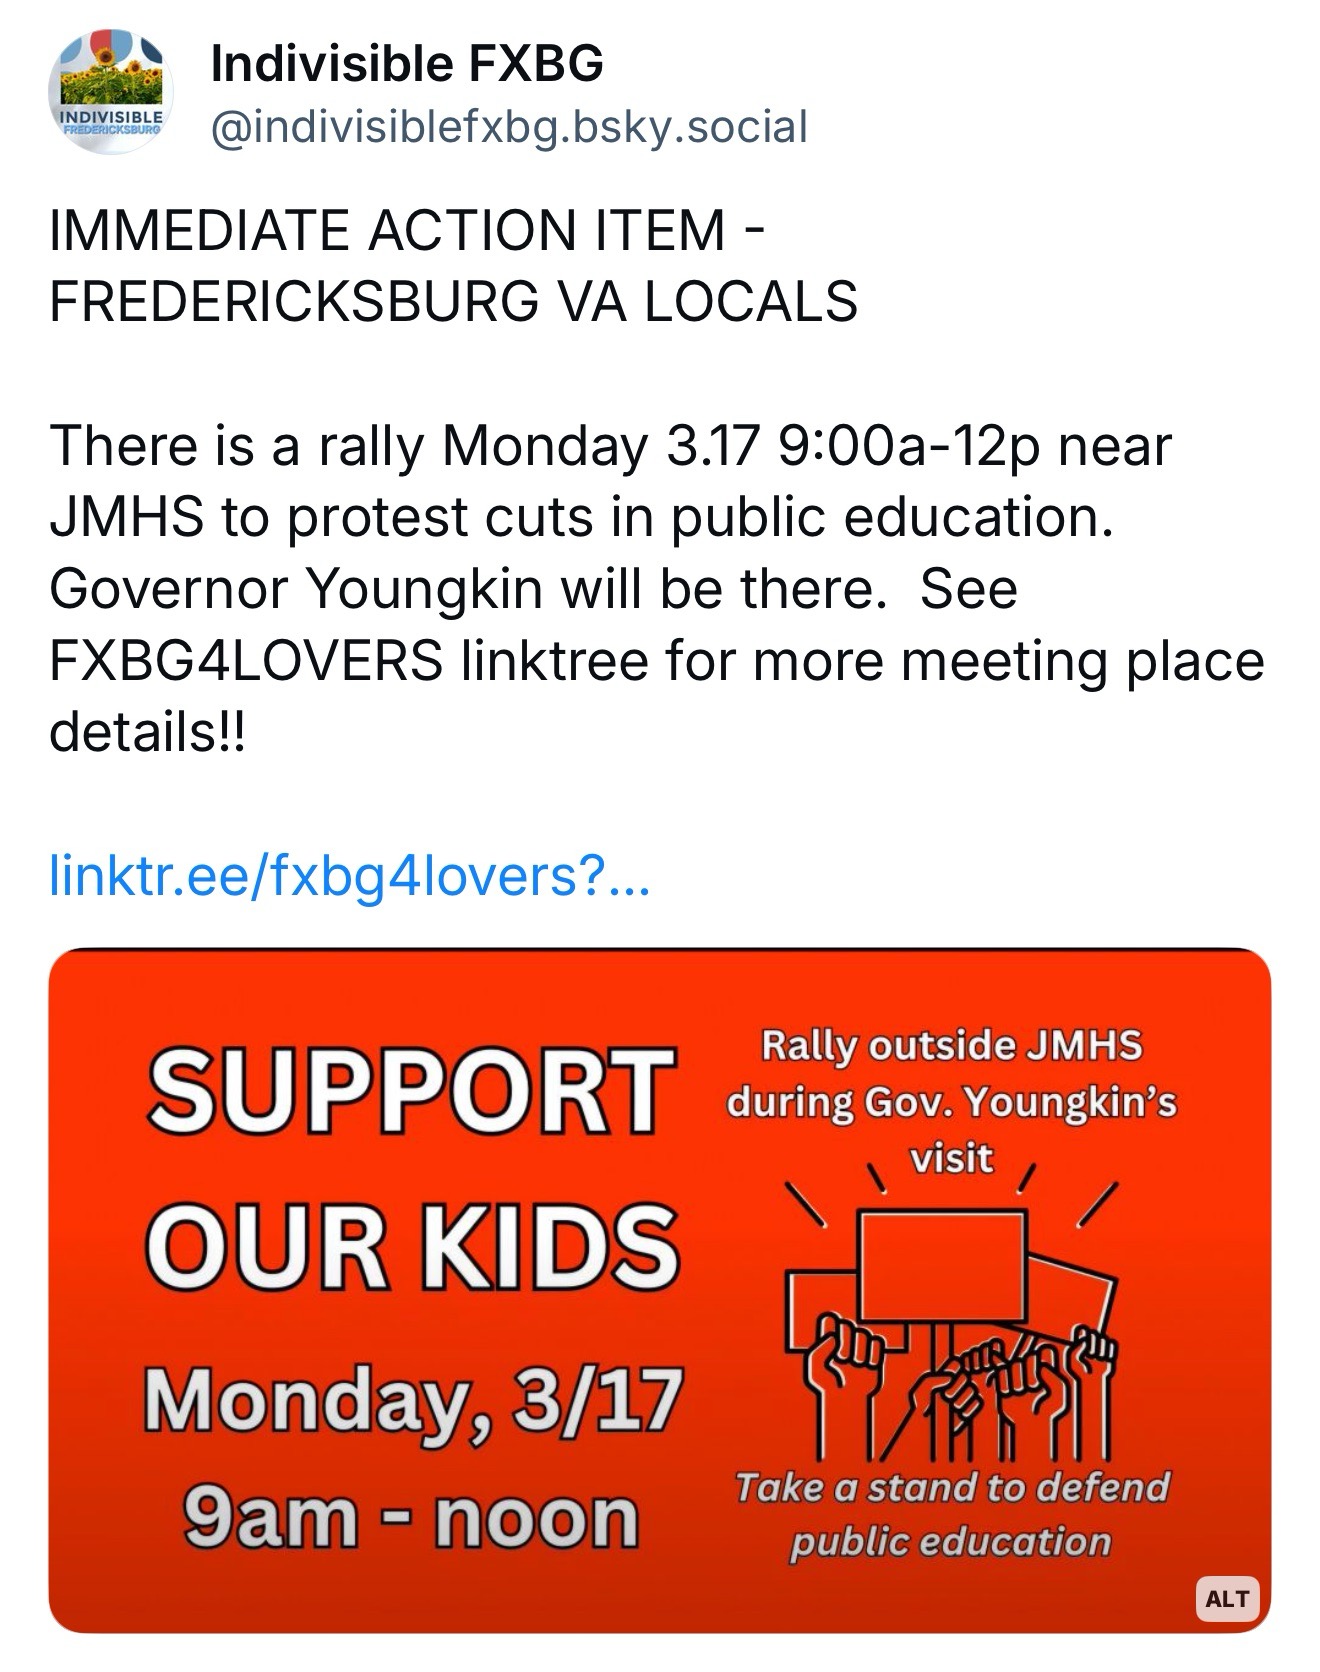 INDIVISIBLE
FREDERICKSBURG
Indivisible FXBG
@indivisiblefxbg.bsky.social
IMMEDIATE ACTION ITEM -
FREDERICKSBURG VA LOCALS
There is a rally Monday 3.17 9:00a-12p near
JMHS to protest cuts in public education.
Governor Youngkin will be there.  See
FXBG4LOVERS linktree for more meeting place
details!!
linktr.ee/fxbg4lovers?...
SUPPORT
OUR KIDS
Monday, 3/17
9am - noon
Rally outside JMHS
during Gov. Youngkin's
visit
Take a stand to defend
public education
ALT